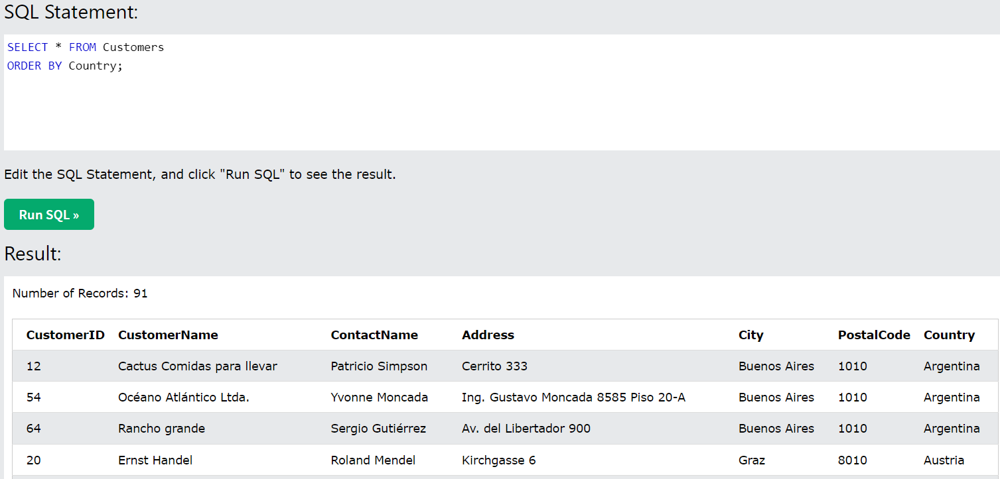 SQL Statement:
SELECT * FROM Customers
ORDER BY Country;
Edit the SQL Statement, and click "Run SQL" to see the result.
Run SQL »
Result:
Number of Records: 91
CustomerID CustomerName ContactName Address City PostalCode Country
12 Cactus Comidas para llevar Patricio Simpson Cerrito 333 Buenos Aires 1010 Argentina
54 Océano Atlántico Ltda. Yvonne Moncada Ing. Gustavo Moncada 8585 Piso 20-A Buenos Aires 1010 Argentina
64 Rancho grande Sergio Gutiérrez Av. del Libertador 900 Buenos Aires 1010 Argentina
20 Ernst Handel Roland Mendel Kirchgasse 6 Graz 8010 Austria